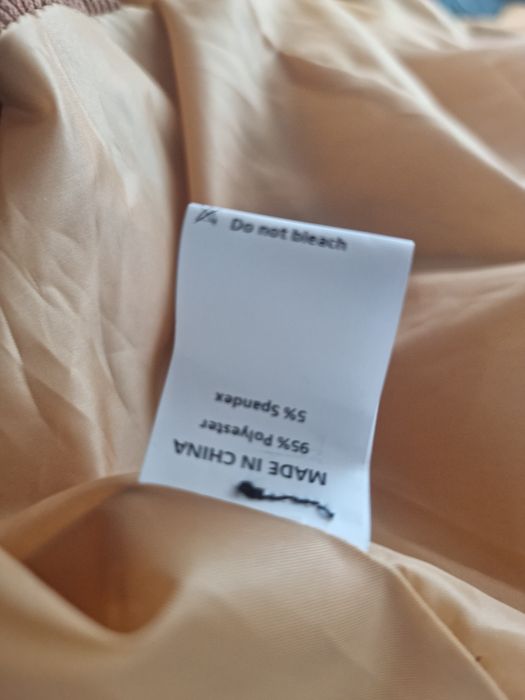 Do not bleach
MADE IN CHINA
95% Polyester
5% Spandex